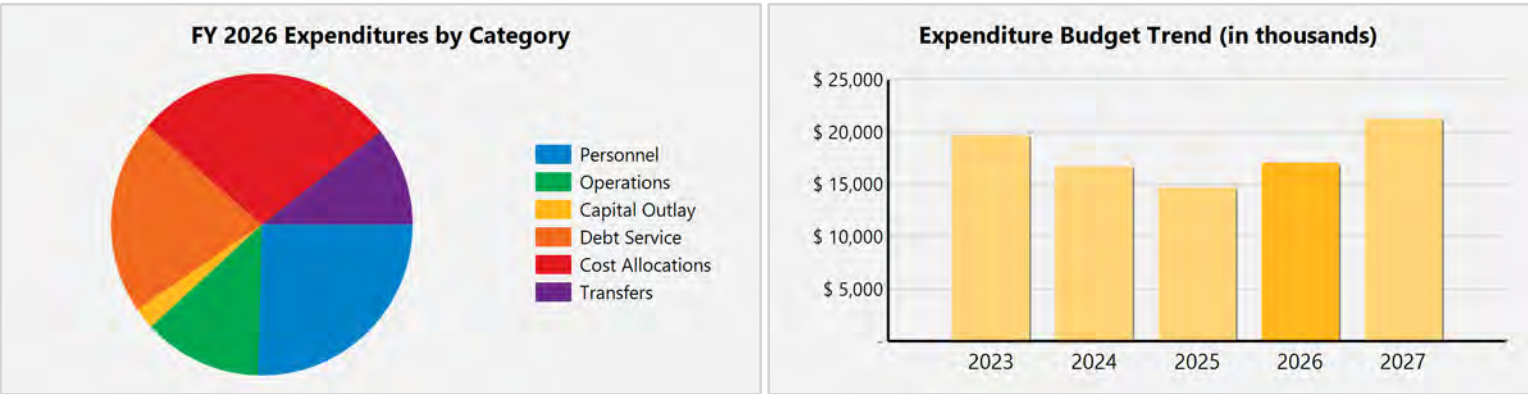 FY 2026 Expenditures by Category
Personnel
Operations
Capital Outlay
Debt Service
Cost Allocations
Transfers
Expenditure Budget Trend (in thousands)
$ 25,000
$ 20,000
$ 15,000
$ 10,000
$ 5,000
-
2023 2024 2025 2026 2027